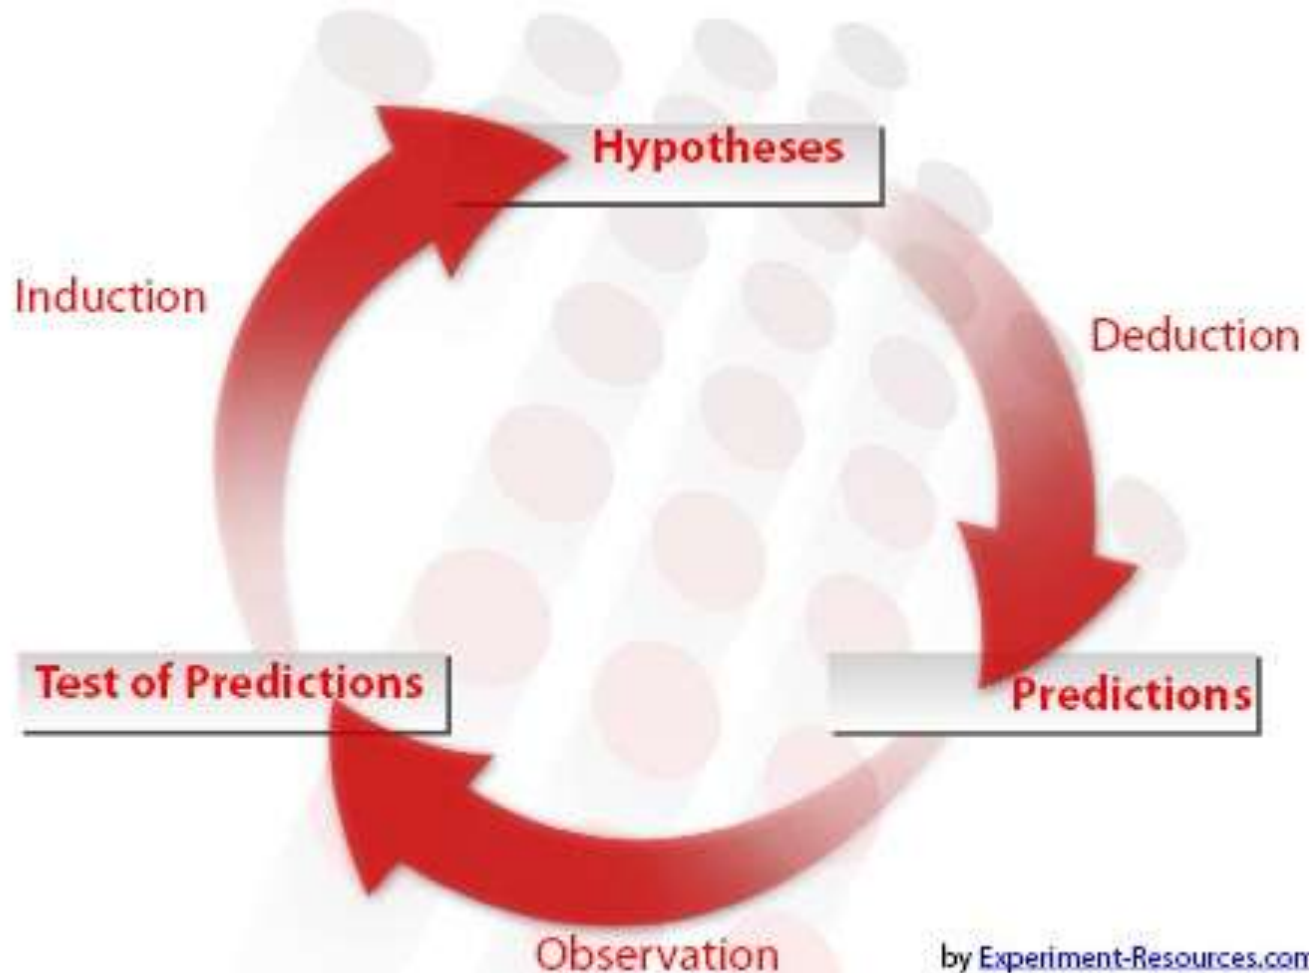 Hypotheses
Induction
Deduction
Test of Predictions
Predictions
Observation
by Experiment-Resources.com